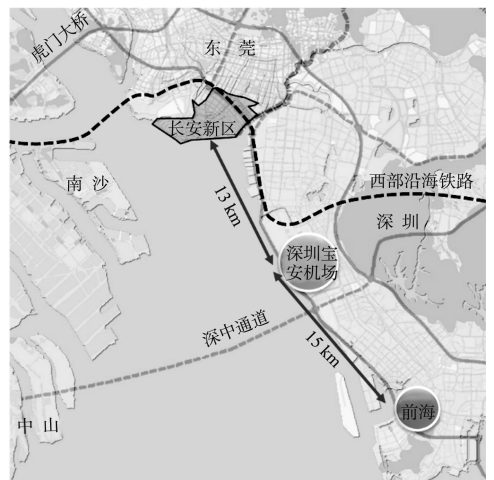 虎门大桥
东 莞
长安新区
南 沙
西部沿海铁路
深 圳
13 km
深圳宝
安机场
深中通道
15 km
前海
中 山